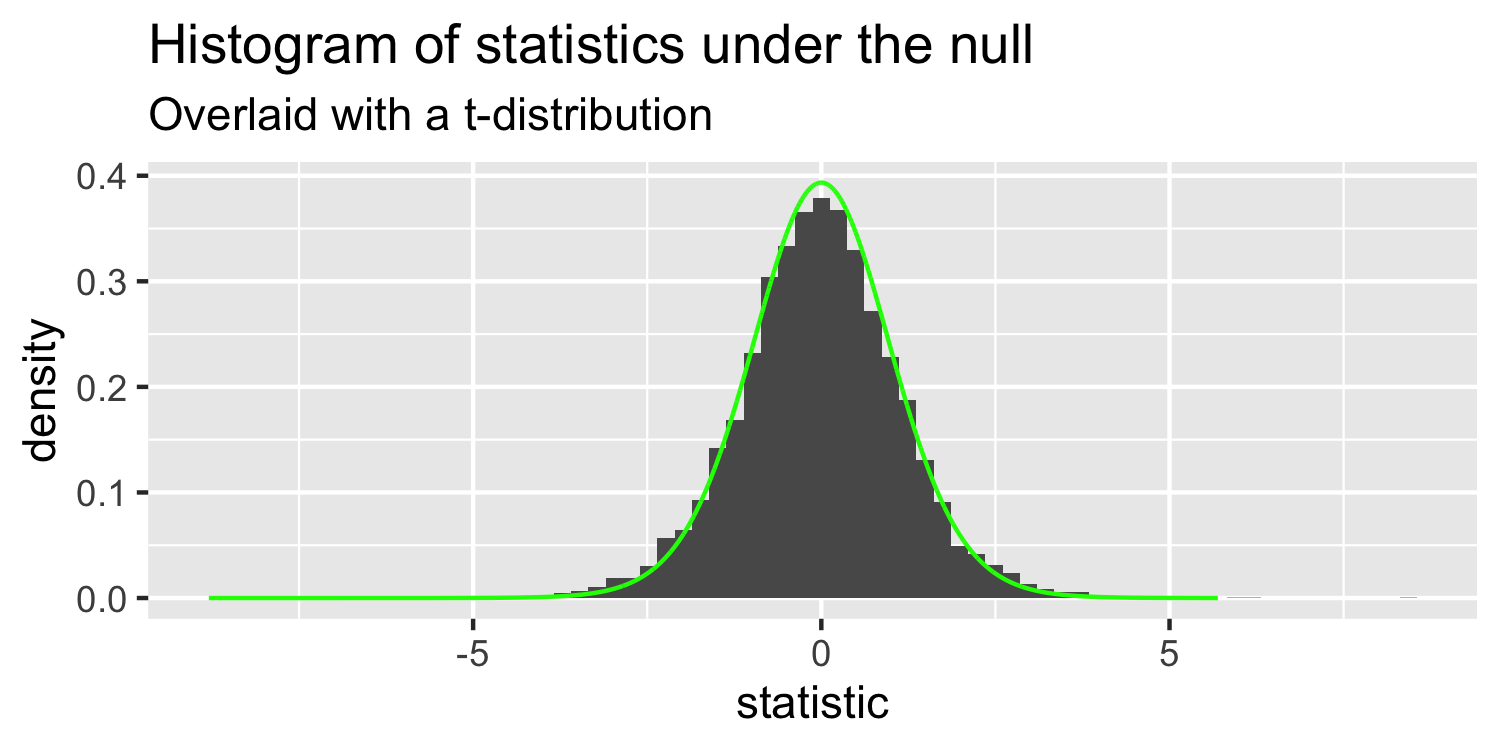 Histogram of statistics under the null
Overlaid with a t-distribution
0.4
0.3
0.2
0.1
0.0
density
-5 0 5
statistic